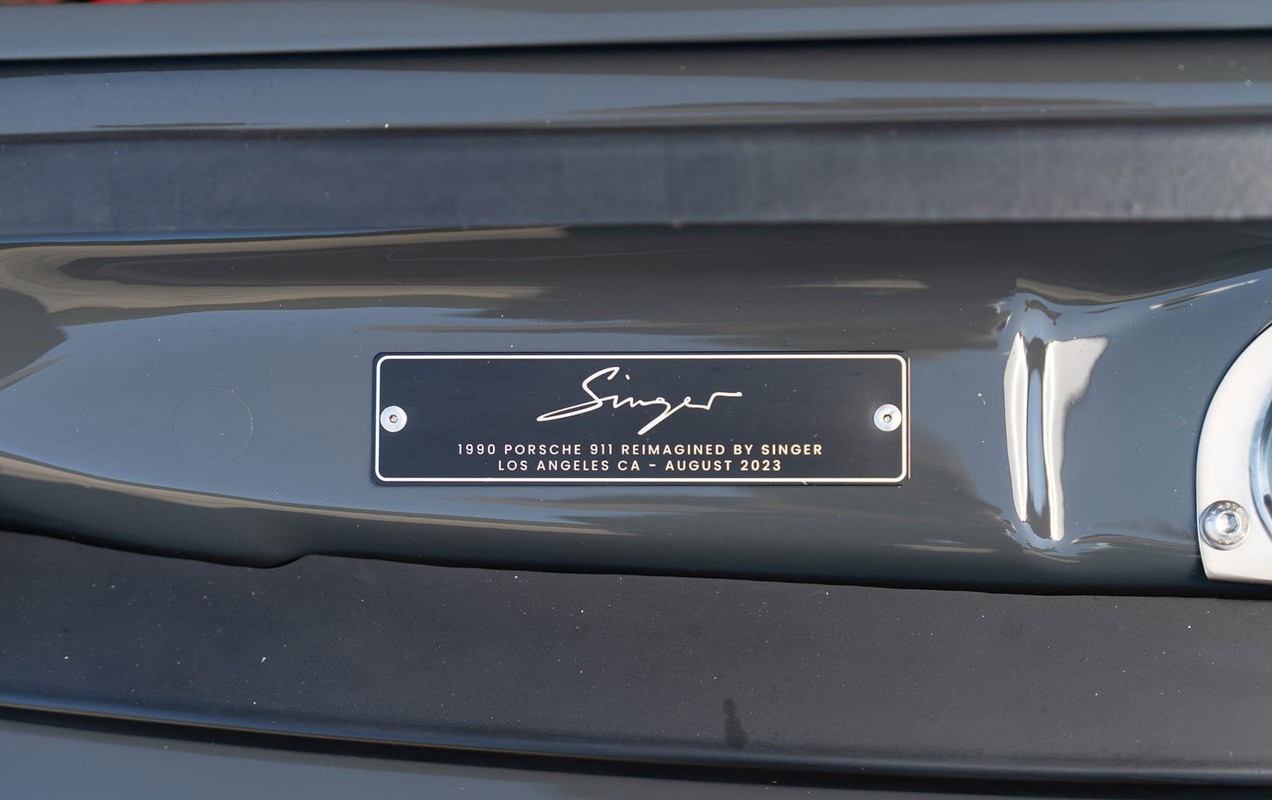 Singer
1990 PORSCHE 911 REIMAGINED BY SINGER
LOS ANGELES CA - AUGUST 2023